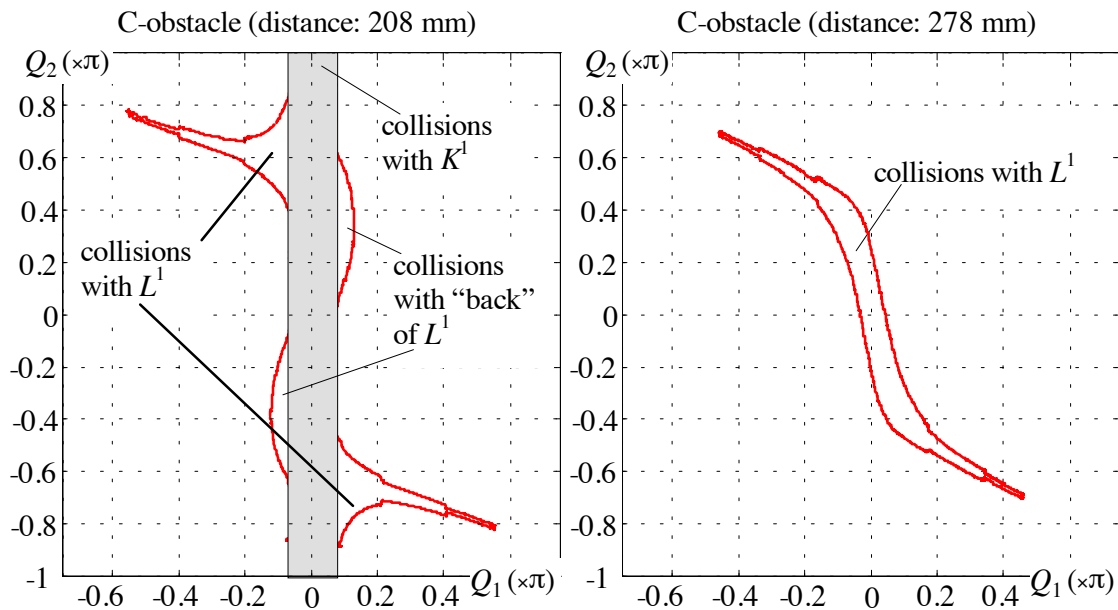 C-obstacle (distance: 208 mm)
Q2 (×π)
0.8
0.6
0.4
0.2
0
-0.2
-0.4
-0.6
-0.8
-1
-0.6
-0.4
-0.2
0
0.2
0.4
Q1 (×π)
collisions
with K1
collisions
with L1
collisions
with “back”
of L1
C-obstacle (distance: 278 mm)
Q2 (×π)
0.8
0.6
0.4
0.2
0
-0.2
-0.4
-0.6
-0.8
-1
-0.6
-0.4
-0.2
0
0.2
0.4
Q1 (×π)
collisions with L1